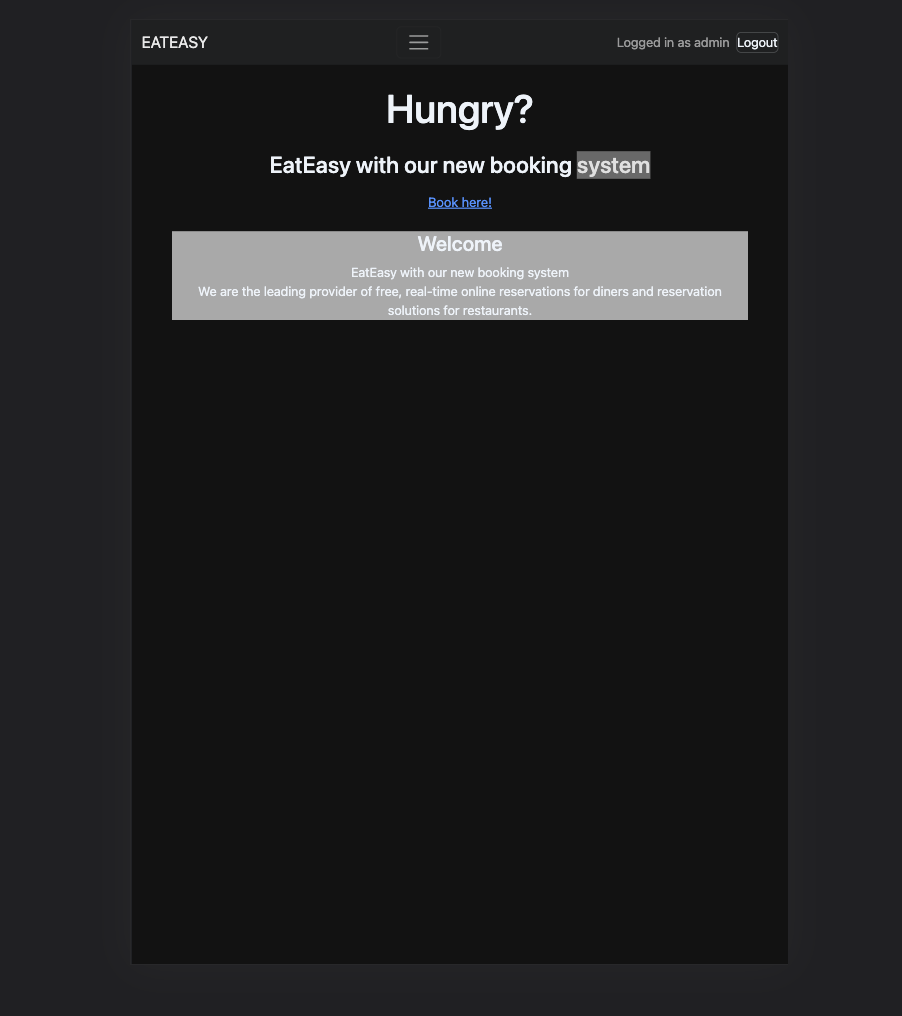 EATEASY
Logged in as admin Logout
Hungry?
EatEasy with our new booking system
Book here!
Welcome
EatEasy with our new booking system
We are the leading provider of free, real-time online reservations for diners and reservation
solutions for restaurants.